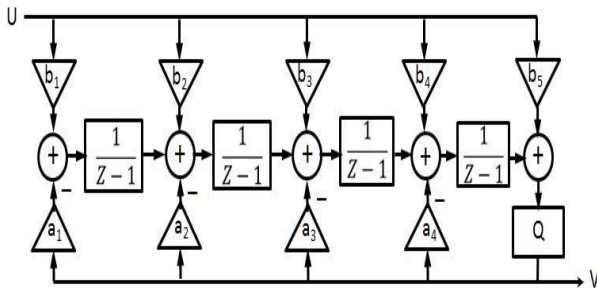 U
b₁ b₂ b₃ b₄ b₅
+ 1/(Z − 1) + 1/(Z − 1) + 1/(Z − 1) + 1/(Z − 1) +
− − − −
a₁ a₂ a₃ a₄ Q
V